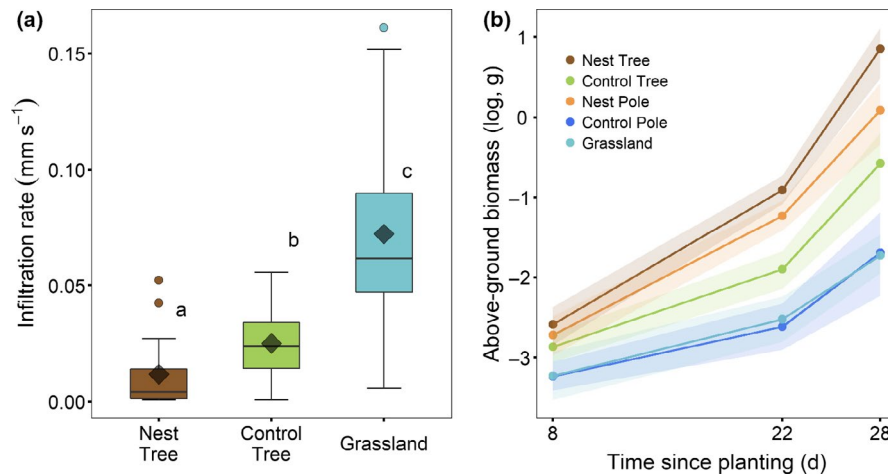 (a)
Infiltration rate (mm s⁻¹)
0.15
0.10
0.05
0.00
a
b
c
Nest
Tree
Control
Tree
Grassland
(b)
Above-ground biomass (log, g)
1
0
−1
−2
−3
Nest Tree
Control Tree
Nest Pole
Control Pole
Grassland
8
22
28
Time since planting (d)